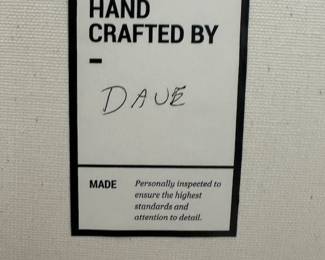 HAND
CRAFTED BY
–
DAVE
MADE
Personally inspected to
ensure the highest
standards and
attention to detail.